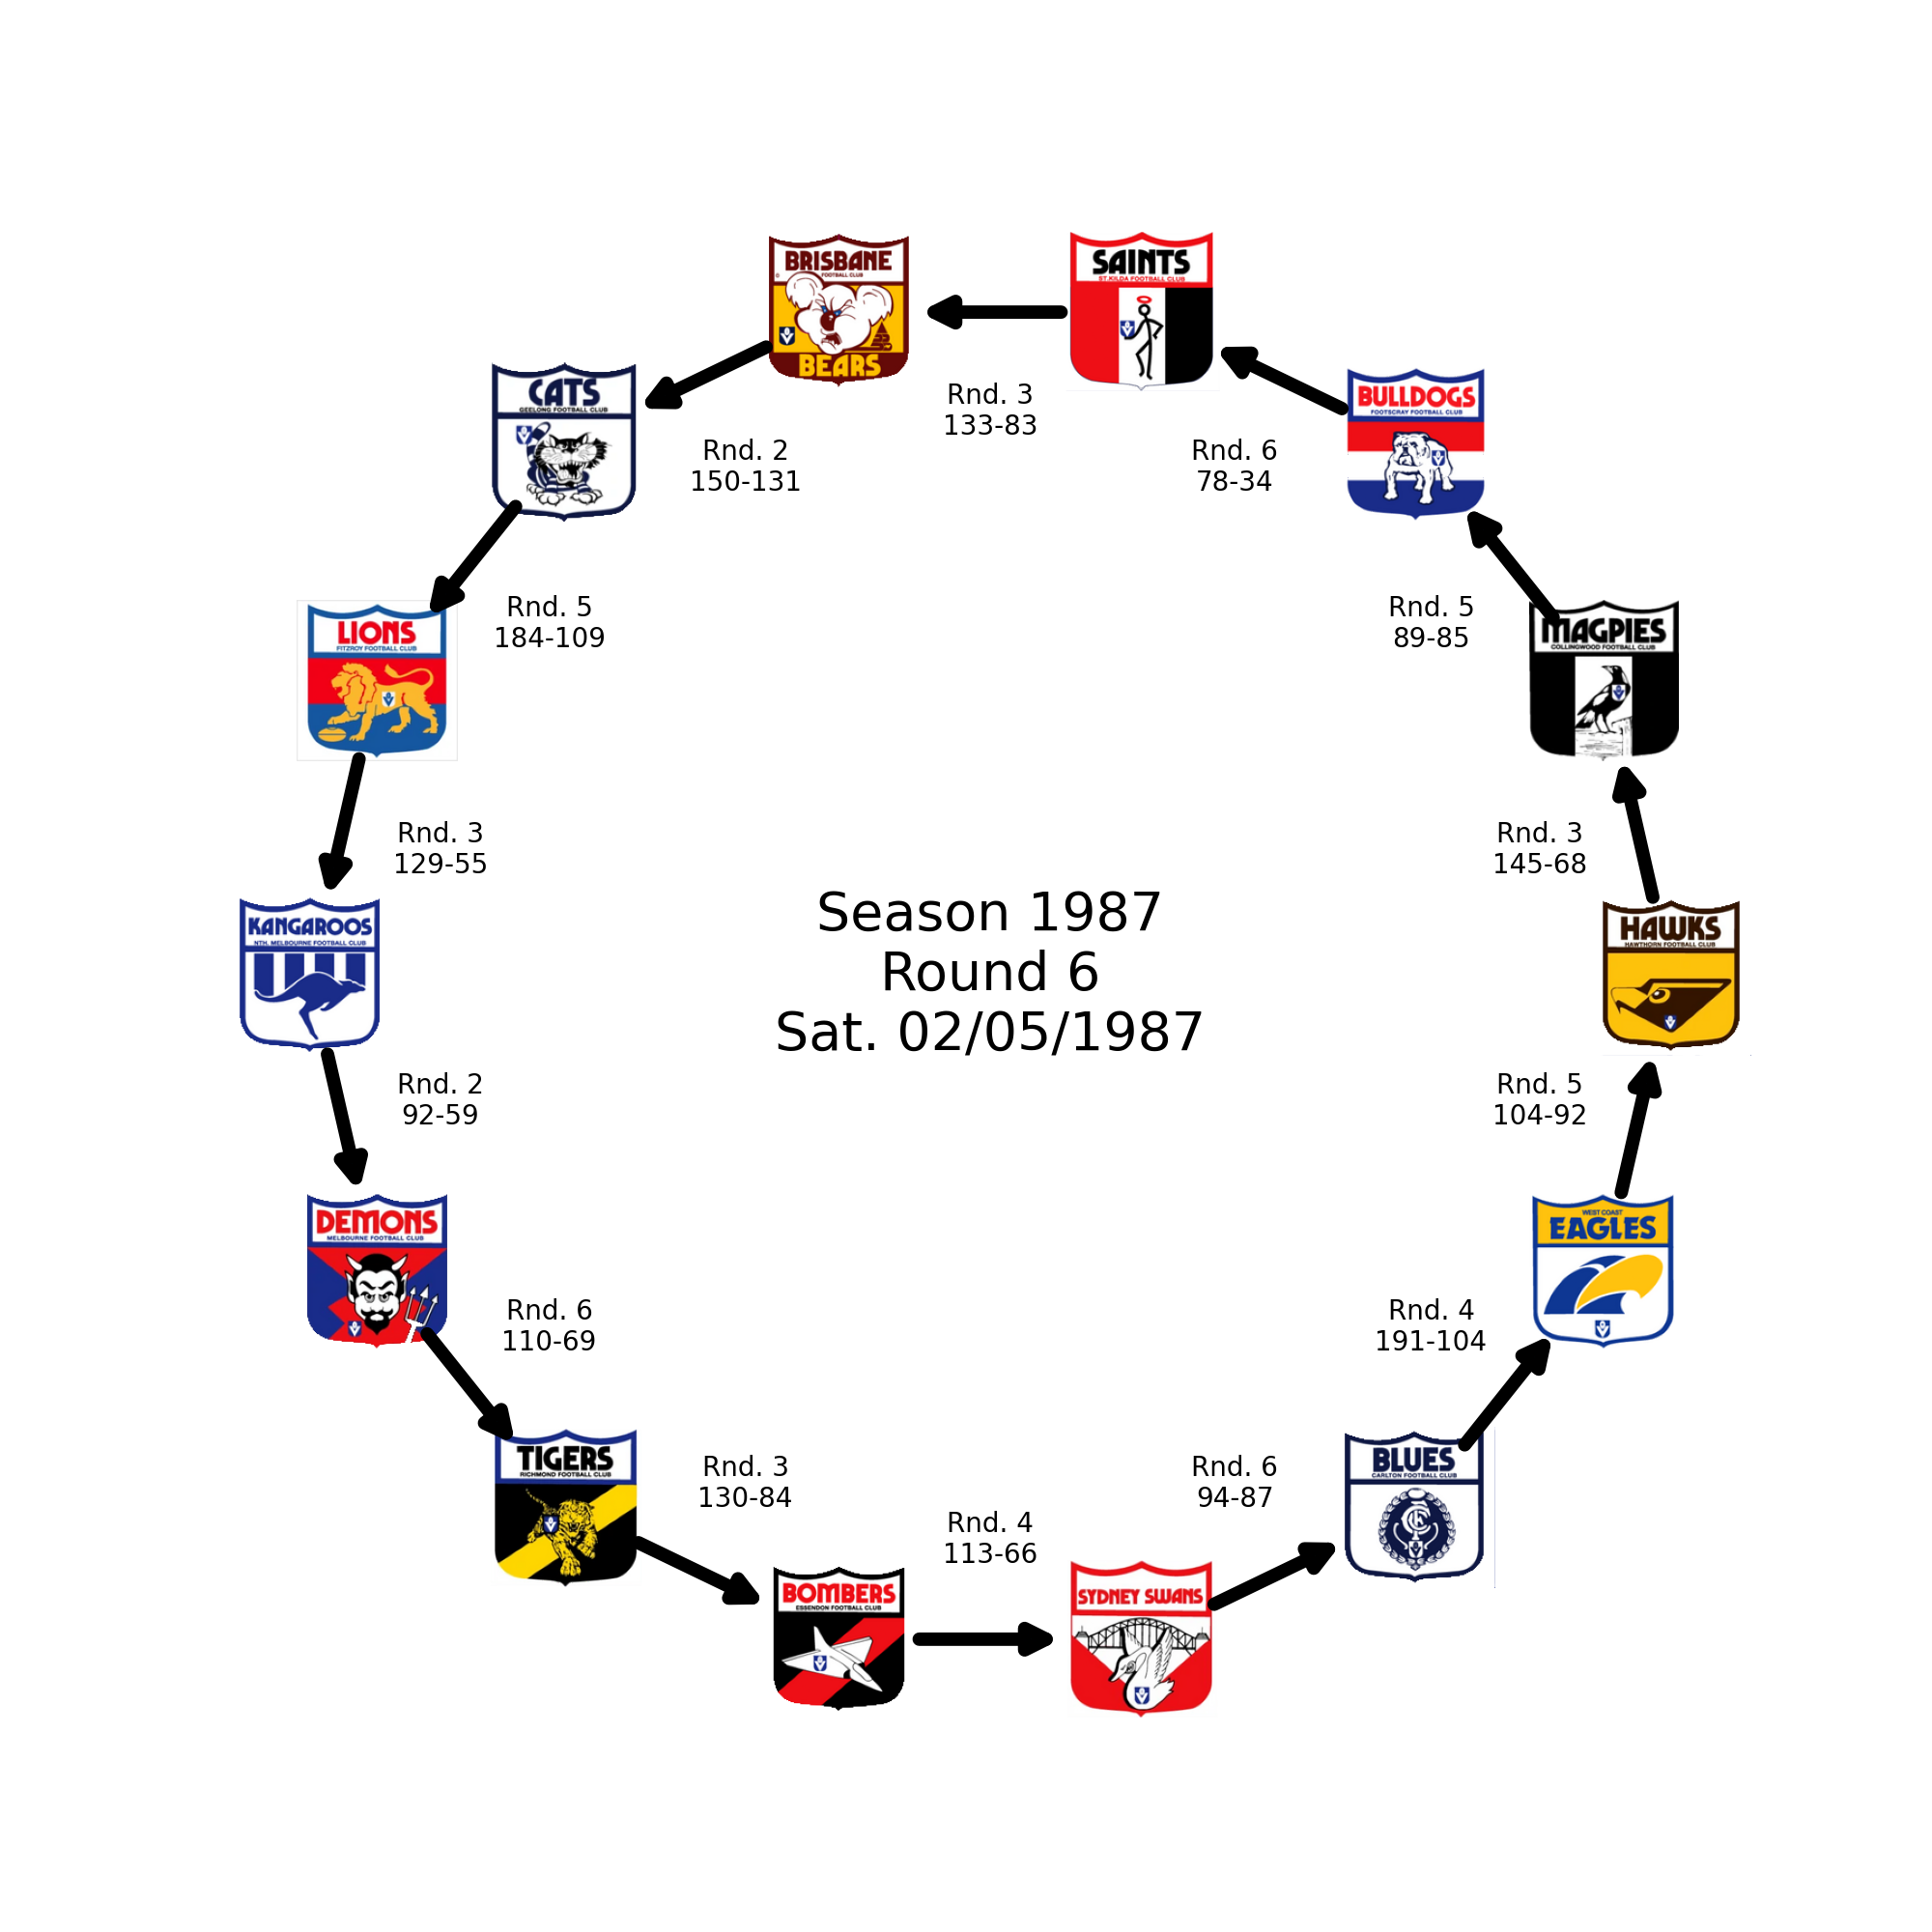 BRISBANE
FOOTBALL CLUB
BEARS
SAINTS
ST.KILDA FOOTBALL CLUB
Rnd. 3
133-83
CATS
GEELONG FOOTBALL CLUB
Rnd. 2
150-131
BULLDOGS
FOOTSCRAY FOOTBALL CLUB
Rnd. 6
78-34
LIONS
FITZROY FOOTBALL CLUB
Rnd. 5
184-109
MAGPIES
COLLINGWOOD FOOTBALL CLUB
Rnd. 5
89-85
Rnd. 3
129-55
Rnd. 3
145-68
KANGAROOS
NTH. MELBOURNE FOOTBALL CLUB
Season 1987
Round 6
Sat. 02/05/1987
HAWKS
HAWTHORN FOOTBALL CLUB
Rnd. 2
92-59
Rnd. 5
104-92
DEMONS
MELBOURNE FOOTBALL CLUB
WEST COAST
EAGLES
Rnd. 6
110-69
Rnd. 4
191-104
TIGERS
RICHMOND FOOTBALL CLUB
Rnd. 3
130-84
Rnd. 6
94-87
BLUES
CARLTON FOOTBALL CLUB
Rnd. 4
113-66
BOMBERS
ESSENDON FOOTBALL CLUB
SYDNEY SWANS